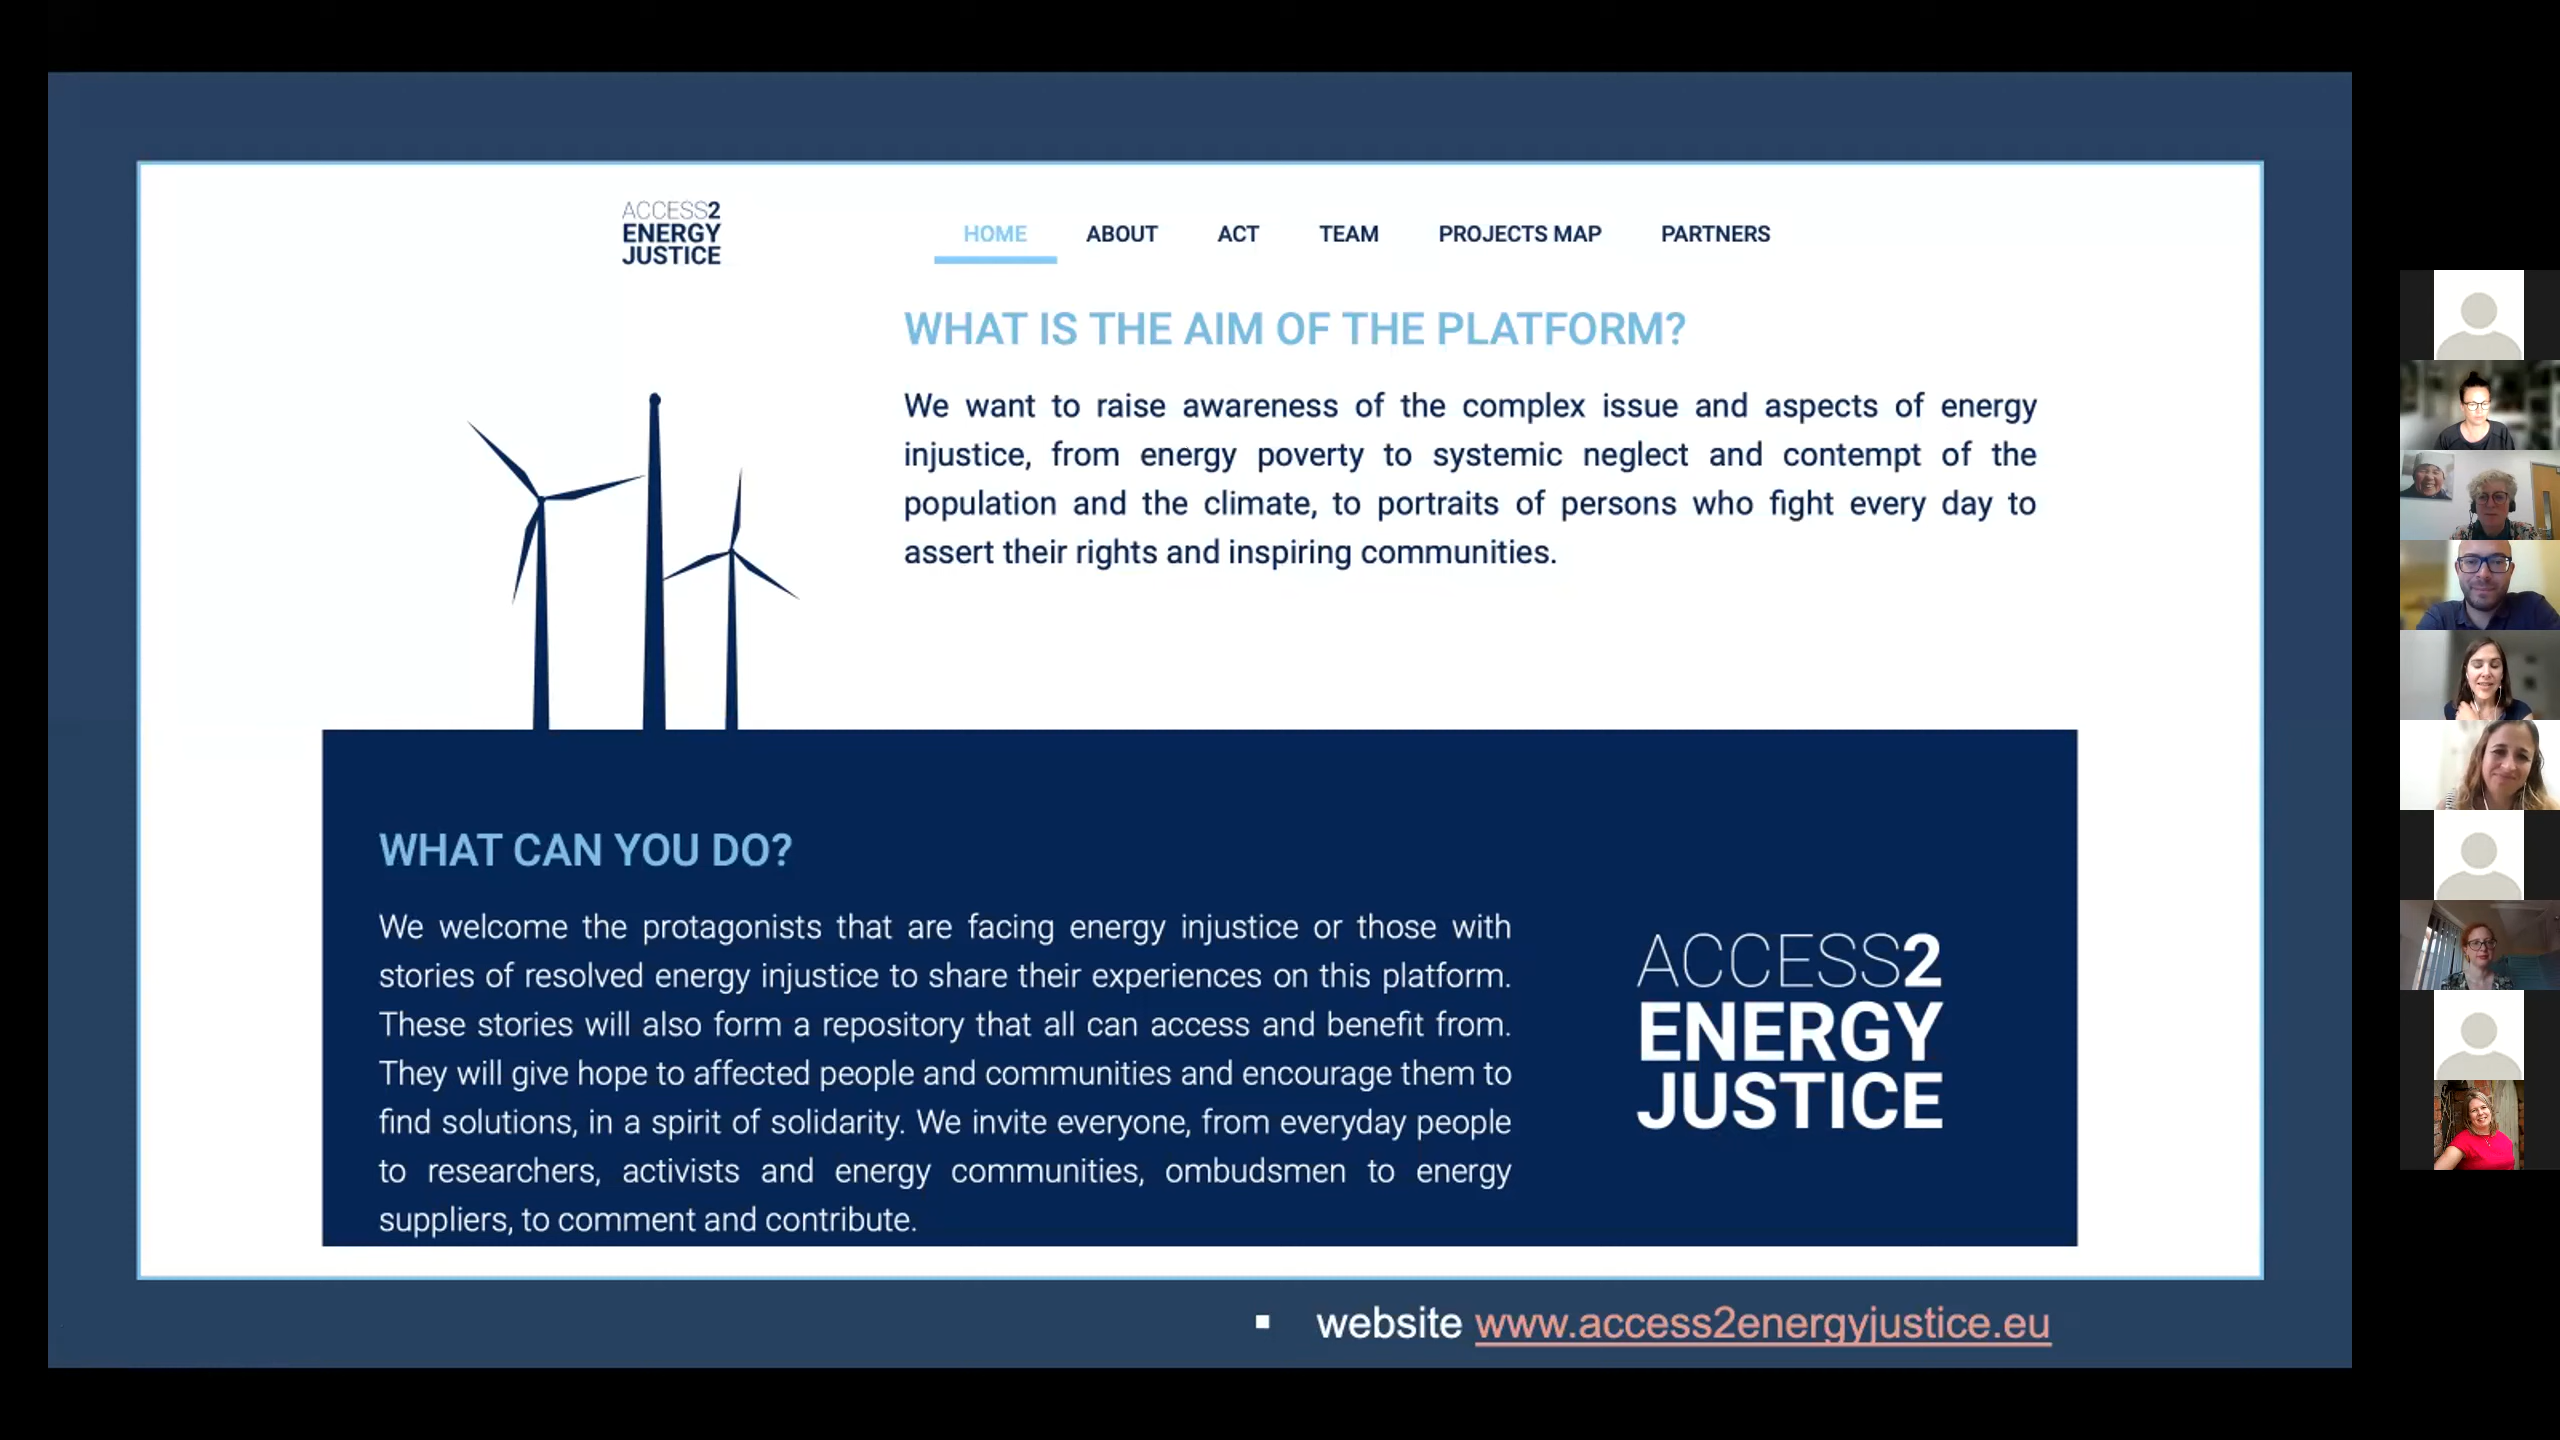 ACCESS2
ENERGY
JUSTICE
HOME ABOUT ACT TEAM PROJECTS MAP PARTNERS
WHAT IS THE AIM OF THE PLATFORM?
We want to raise awareness of the complex issue and aspects of energy
injustice, from energy poverty to systemic neglect and contempt of the
population and the climate, to portraits of persons who fight every day to
assert their rights and inspiring communities.
WHAT CAN YOU DO?
We welcome the protagonists that are facing energy injustice or those with
stories of resolved energy injustice to share their experiences on this platform.
These stories will also form a repository that all can access and benefit from.
They will give hope to affected people and communities and encourage them to
find solutions, in a spirit of solidarity. We invite everyone, from everyday people
to researchers, activists and energy communities, ombudsmen to energy
suppliers, to comment and contribute.
ACCESS2
ENERGY
JUSTICE
▪ website www.access2energyjustice.eu